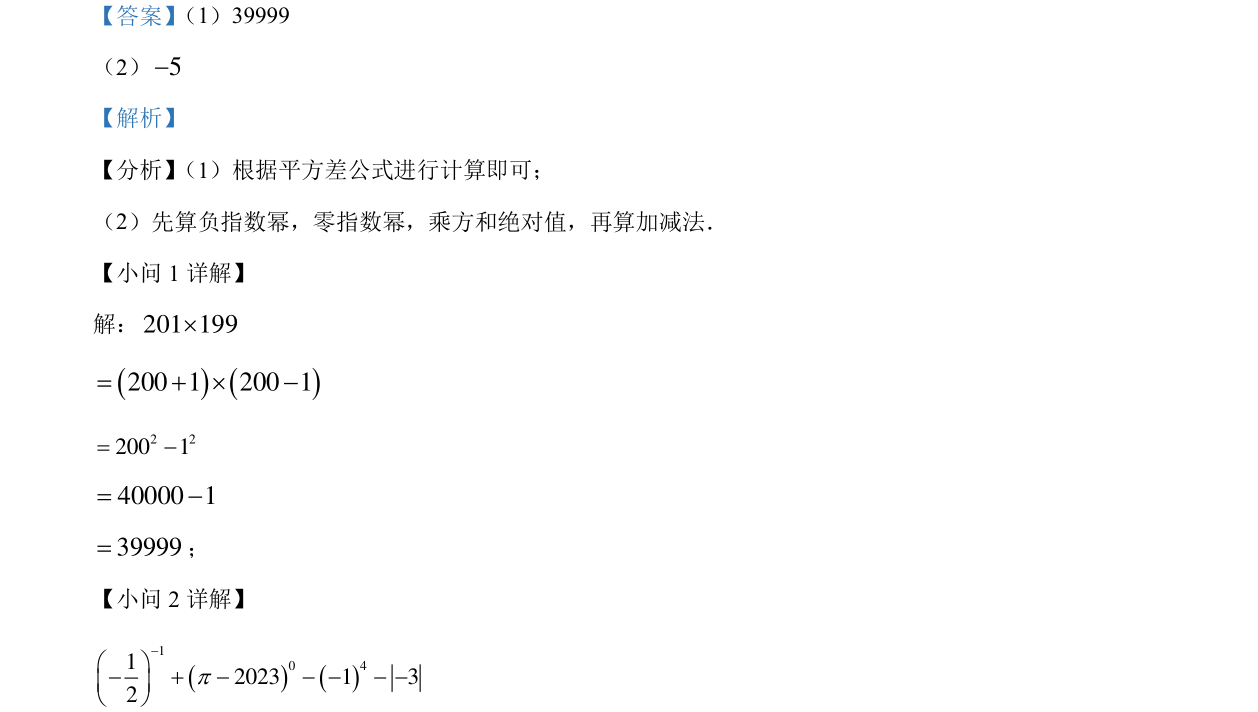 【答案】（1）39999
（2）−5
【解析】
【分析】（1）根据平方差公式进行计算即可；
（2）先算负指数幂，零指数幂，乘方和绝对值，再算加减法．
【小问 1 详解】
解：201×199
=(200+1)×(200−1)
=200²−1²
=40000−1
=39999；
【小问 2 详解】
(−1/2)⁻¹+(π−2023)⁰−(−1)⁴−|−3|